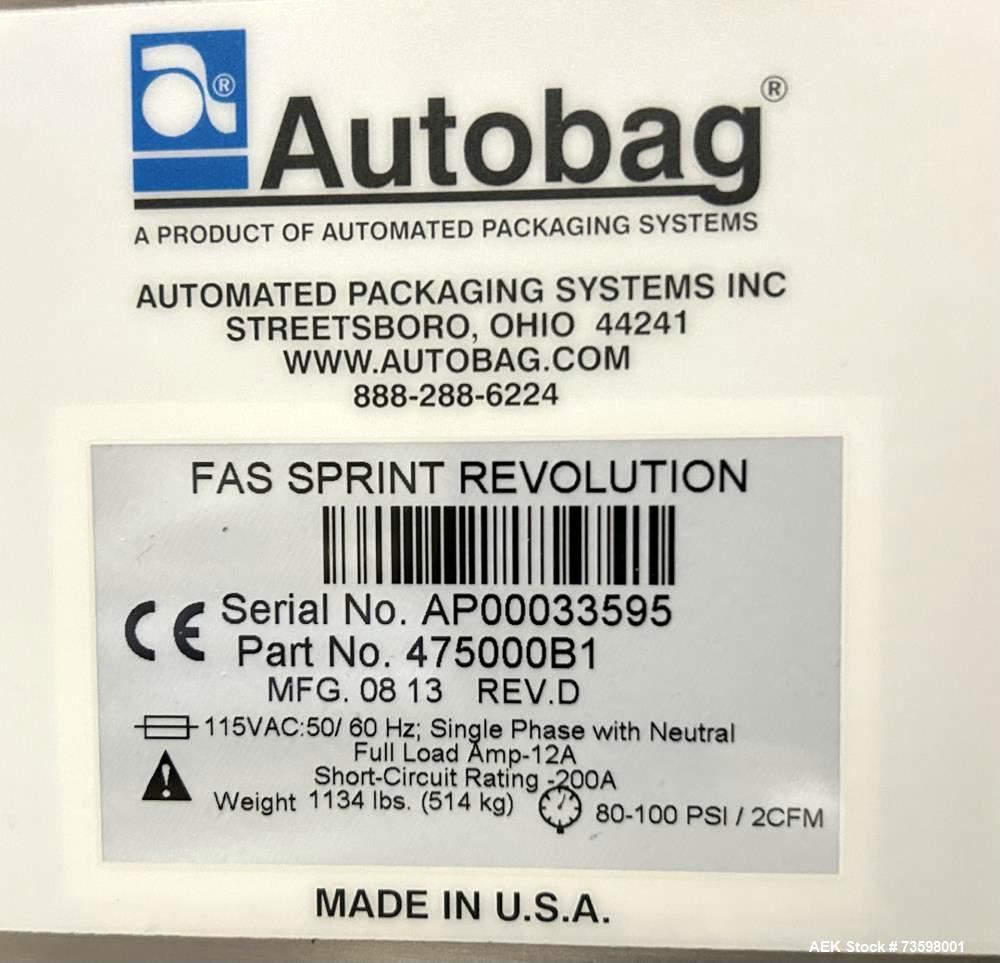 a®
Autobag®
A PRODUCT OF AUTOMATED PACKAGING SYSTEMS
AUTOMATED PACKAGING SYSTEMS INC
STREETSBORO, OHIO 44241
WWW.AUTOBAG.COM
888-288-6224
FAS SPRINT REVOLUTION
CE Serial No. AP00033595
Part No. 475000B1
MFG. 08 13 REV.D
115VAC:50/ 60 Hz; Single Phase with Neutral
Full Load Amp-12A
Short-Circuit Rating -200A
! Weight 1134 lbs. (514 kg) 80-100 PSI / 2CFM
MADE IN U.S.A.
AEK Stock # 73598001